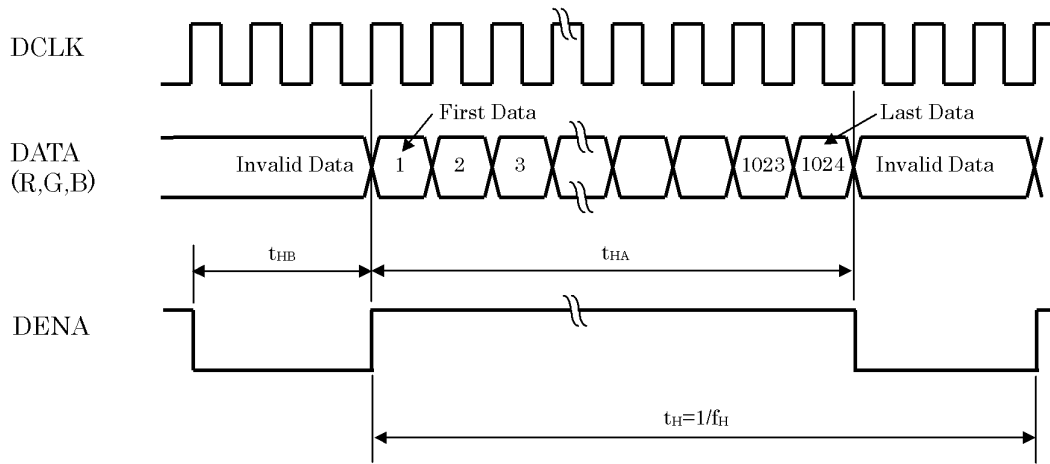 DCLK
First Data
Last Data
DATA
(R,G,B)
Invalid Data 1 2 3 1023 1024 Invalid Data
tHB
tHA
DENA
tH=1/fH